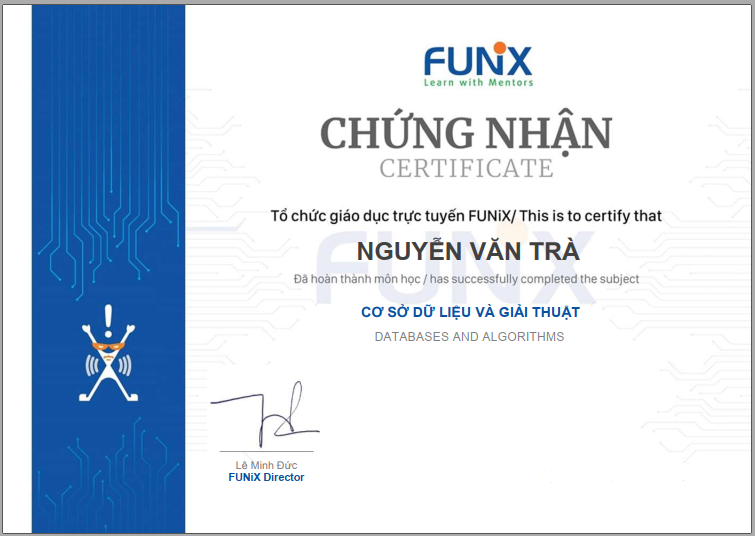 FUNiX
Learn with Mentors
CHỨNG NHẬN
CERTIFICATE
Tổ chức giáo dục trực tuyến FUNiX/ This is to certify that
NGUYỄN VĂN TRÀ
Đã hoàn thành môn học / has successfully completed the subject
CƠ SỞ DỮ LIỆU VÀ GIẢI THUẬT
DATABASES AND ALGORITHMS
Lê Minh Đức
FUNiX Director